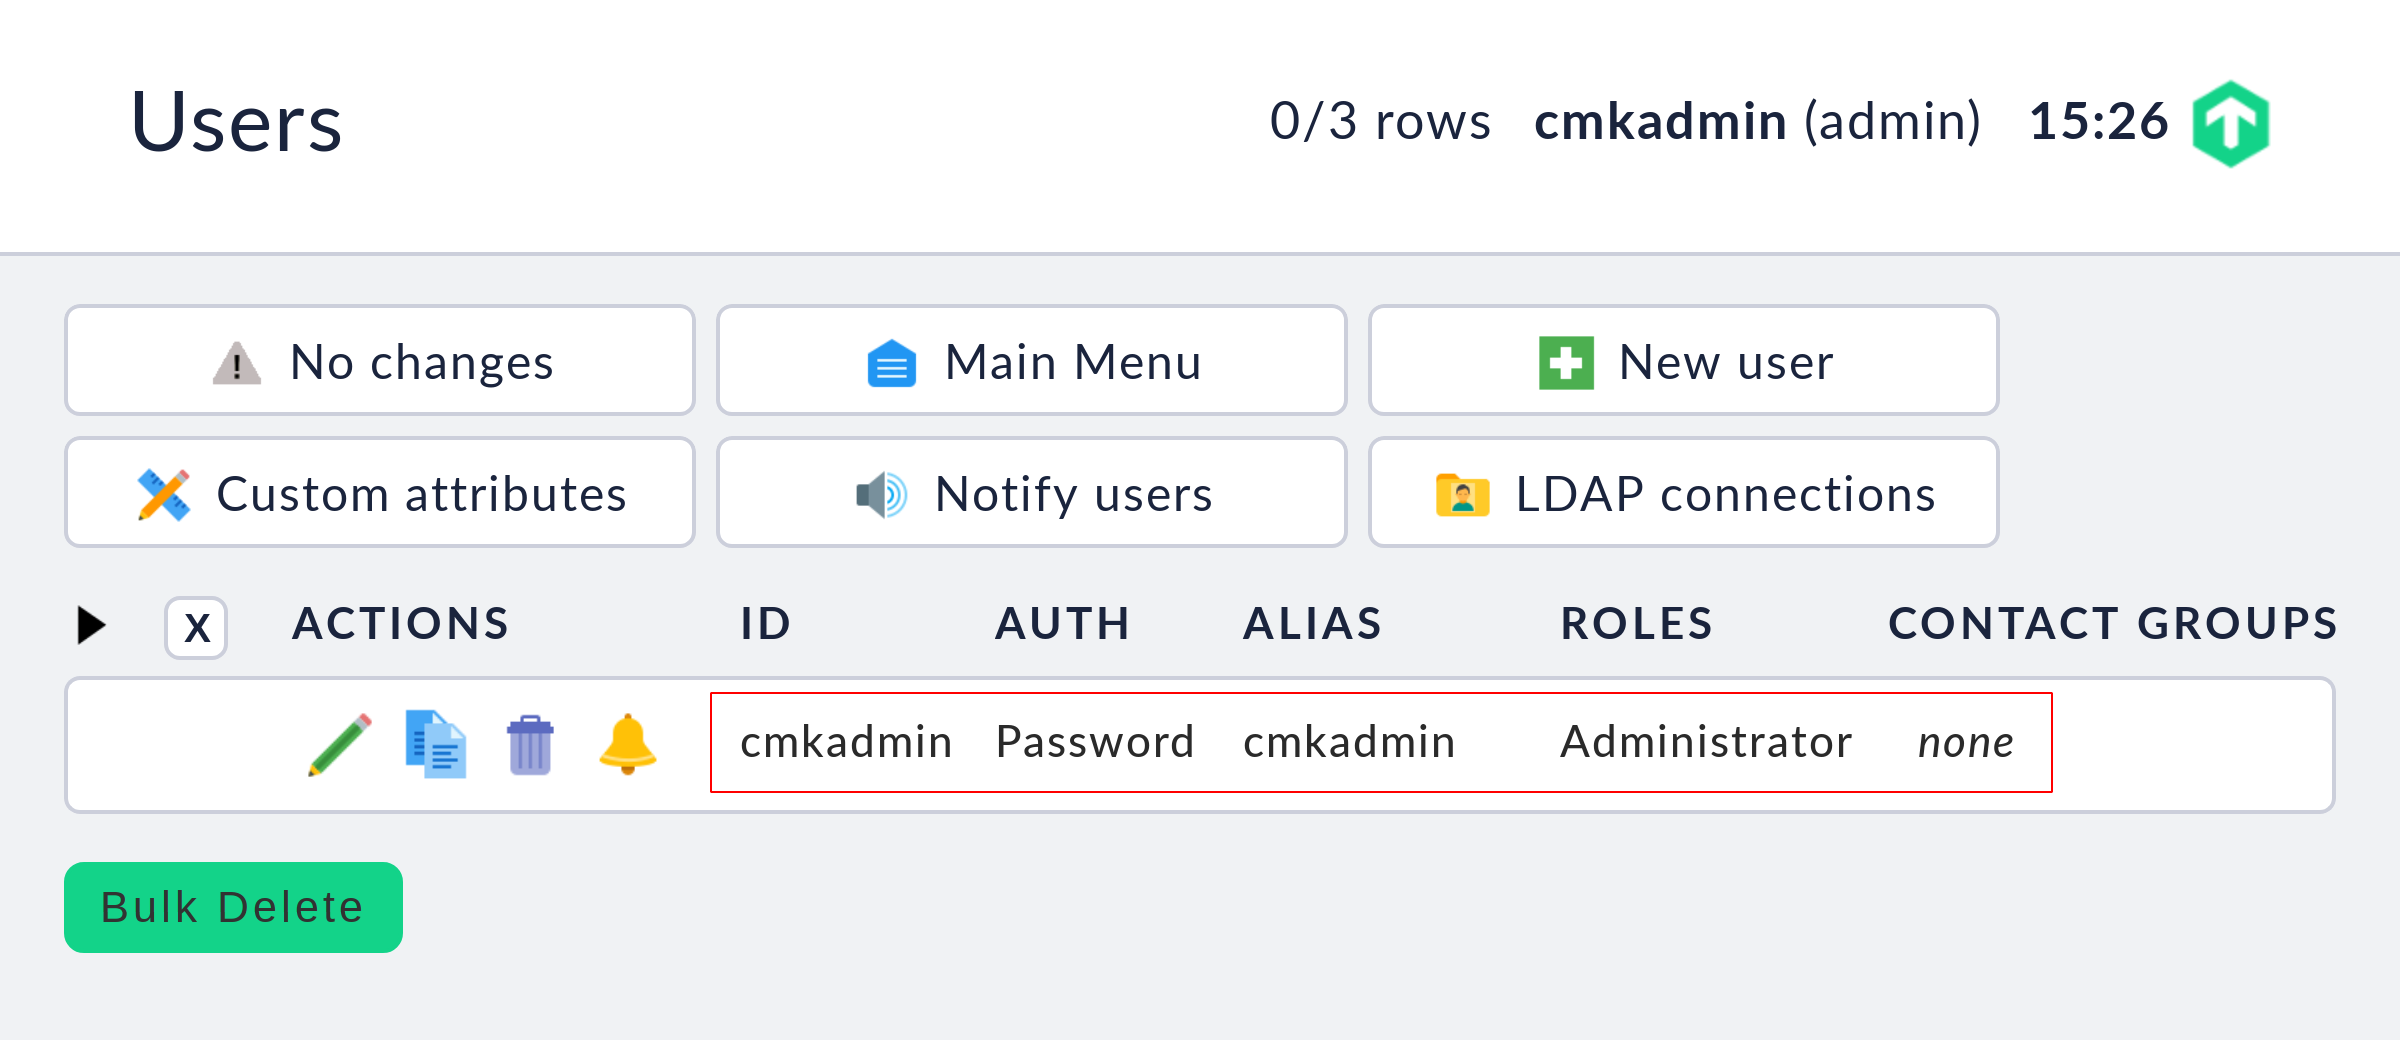 Users 0/3 rows cmkadmin (admin) 15:26
No changes Main Menu New user
Custom attributes Notify users LDAP connections
X ACTIONS ID AUTH ALIAS ROLES CONTACT GROUPS
cmkadmin Password cmkadmin Administrator none
Bulk Delete